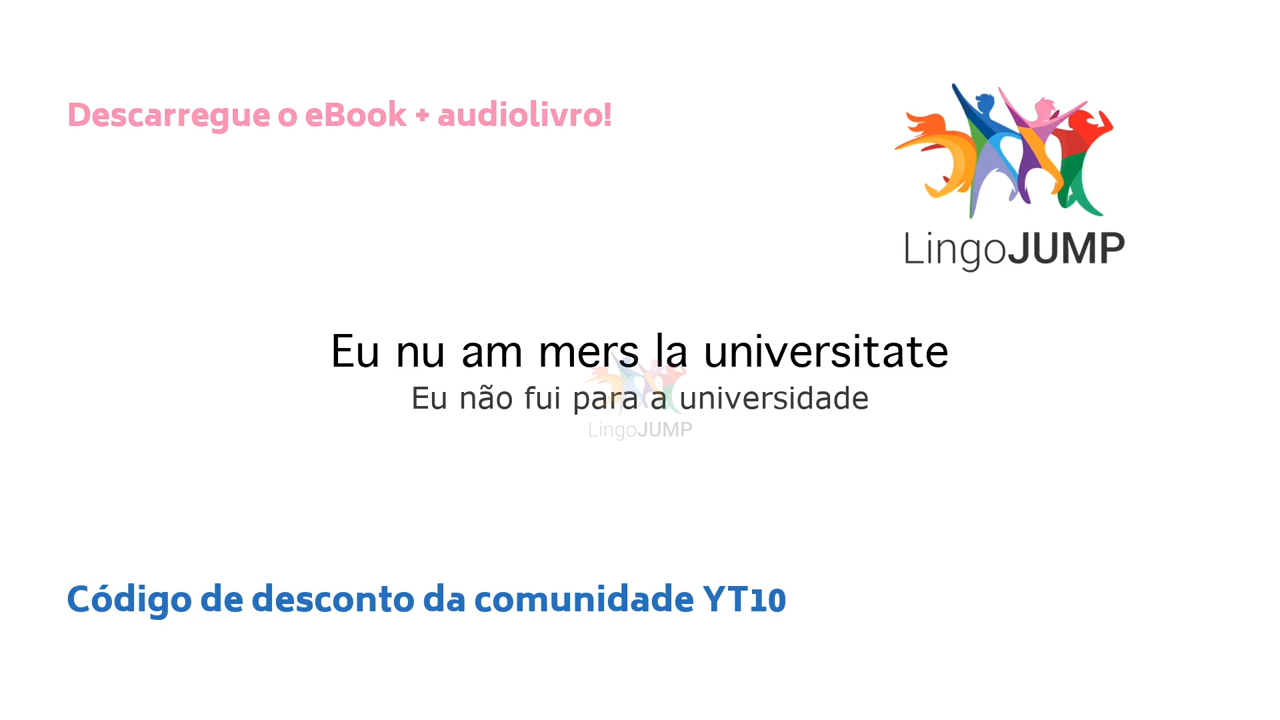 Descarregue o eBook + audiolivro!
LingoJUMP
Eu nu am mers la universitate
Eu não fui para a universidade
LingoJUMP
Código de desconto da comunidade YT10